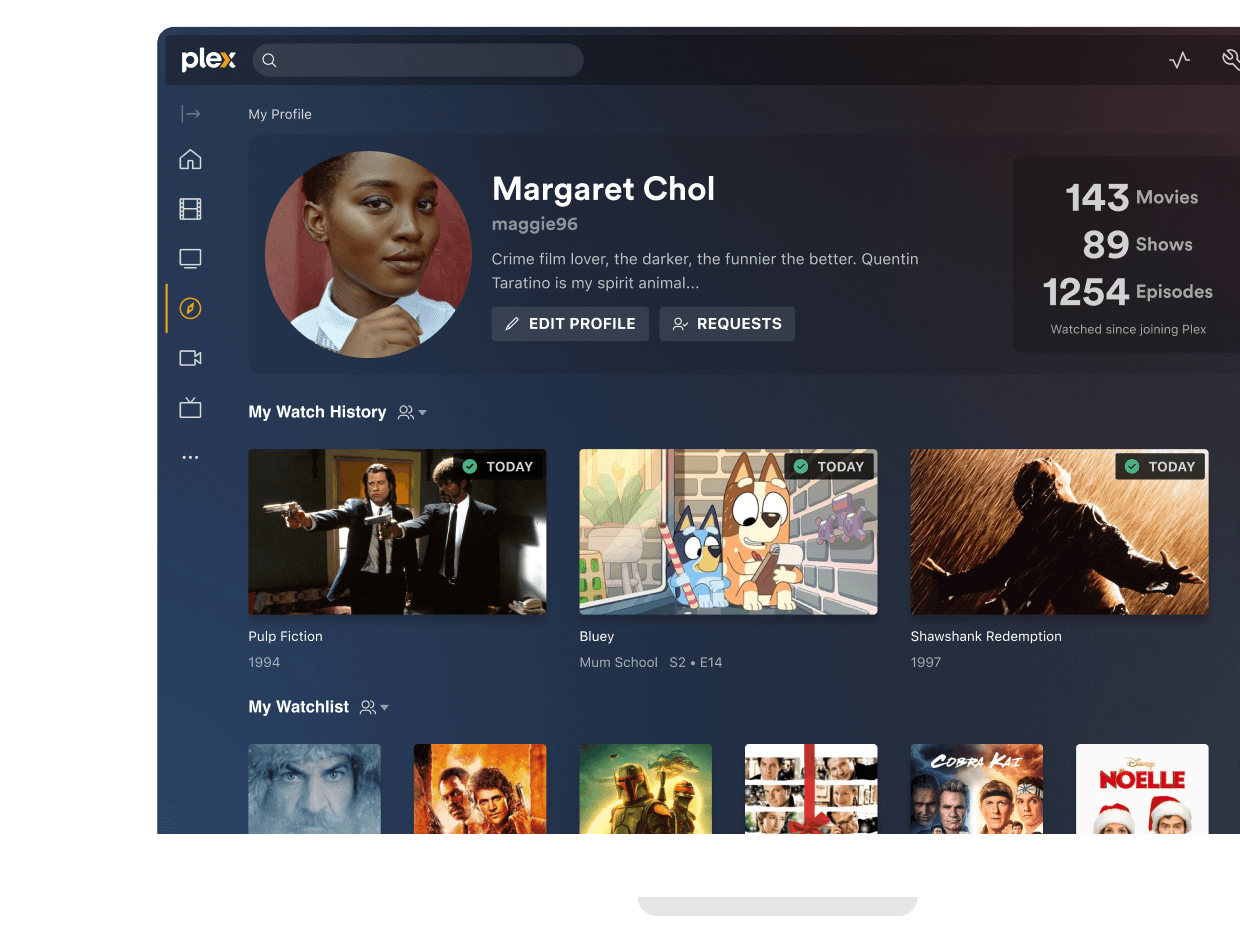 plex
My Profile
Margaret Chol
maggie96
Crime film lover, the darker, the funnier the better. Quentin
Taratino is my spirit animal...
EDIT PROFILE
REQUESTS
143 Movies
89 Shows
1254 Episodes
Watched since joining Plex
My Watch History
TODAY
TODAY
TODAY
Pulp Fiction
1994
Bluey
Mum School S2 • E14
Shawshank Redemption
1997
My Watchlist
COBRA KAI
Disney
NOELLE